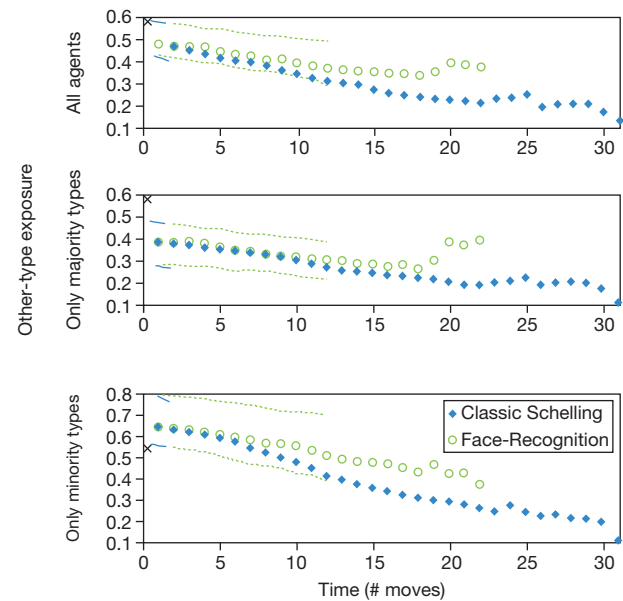 Other-type exposure
All agents
0.6
0.5
0.4
0.3
0.2
0.1
0 5 10 15 20 25 30
Only majority types
0.6
0.5
0.4
0.3
0.2
0.1
0 5 10 15 20 25 30
Only minority types
0.8
0.7
0.6
0.5
0.4
0.3
0.2
0.1
Classic Schelling
Face-Recognition
0 5 10 15 20 25 30
Time (# moves)